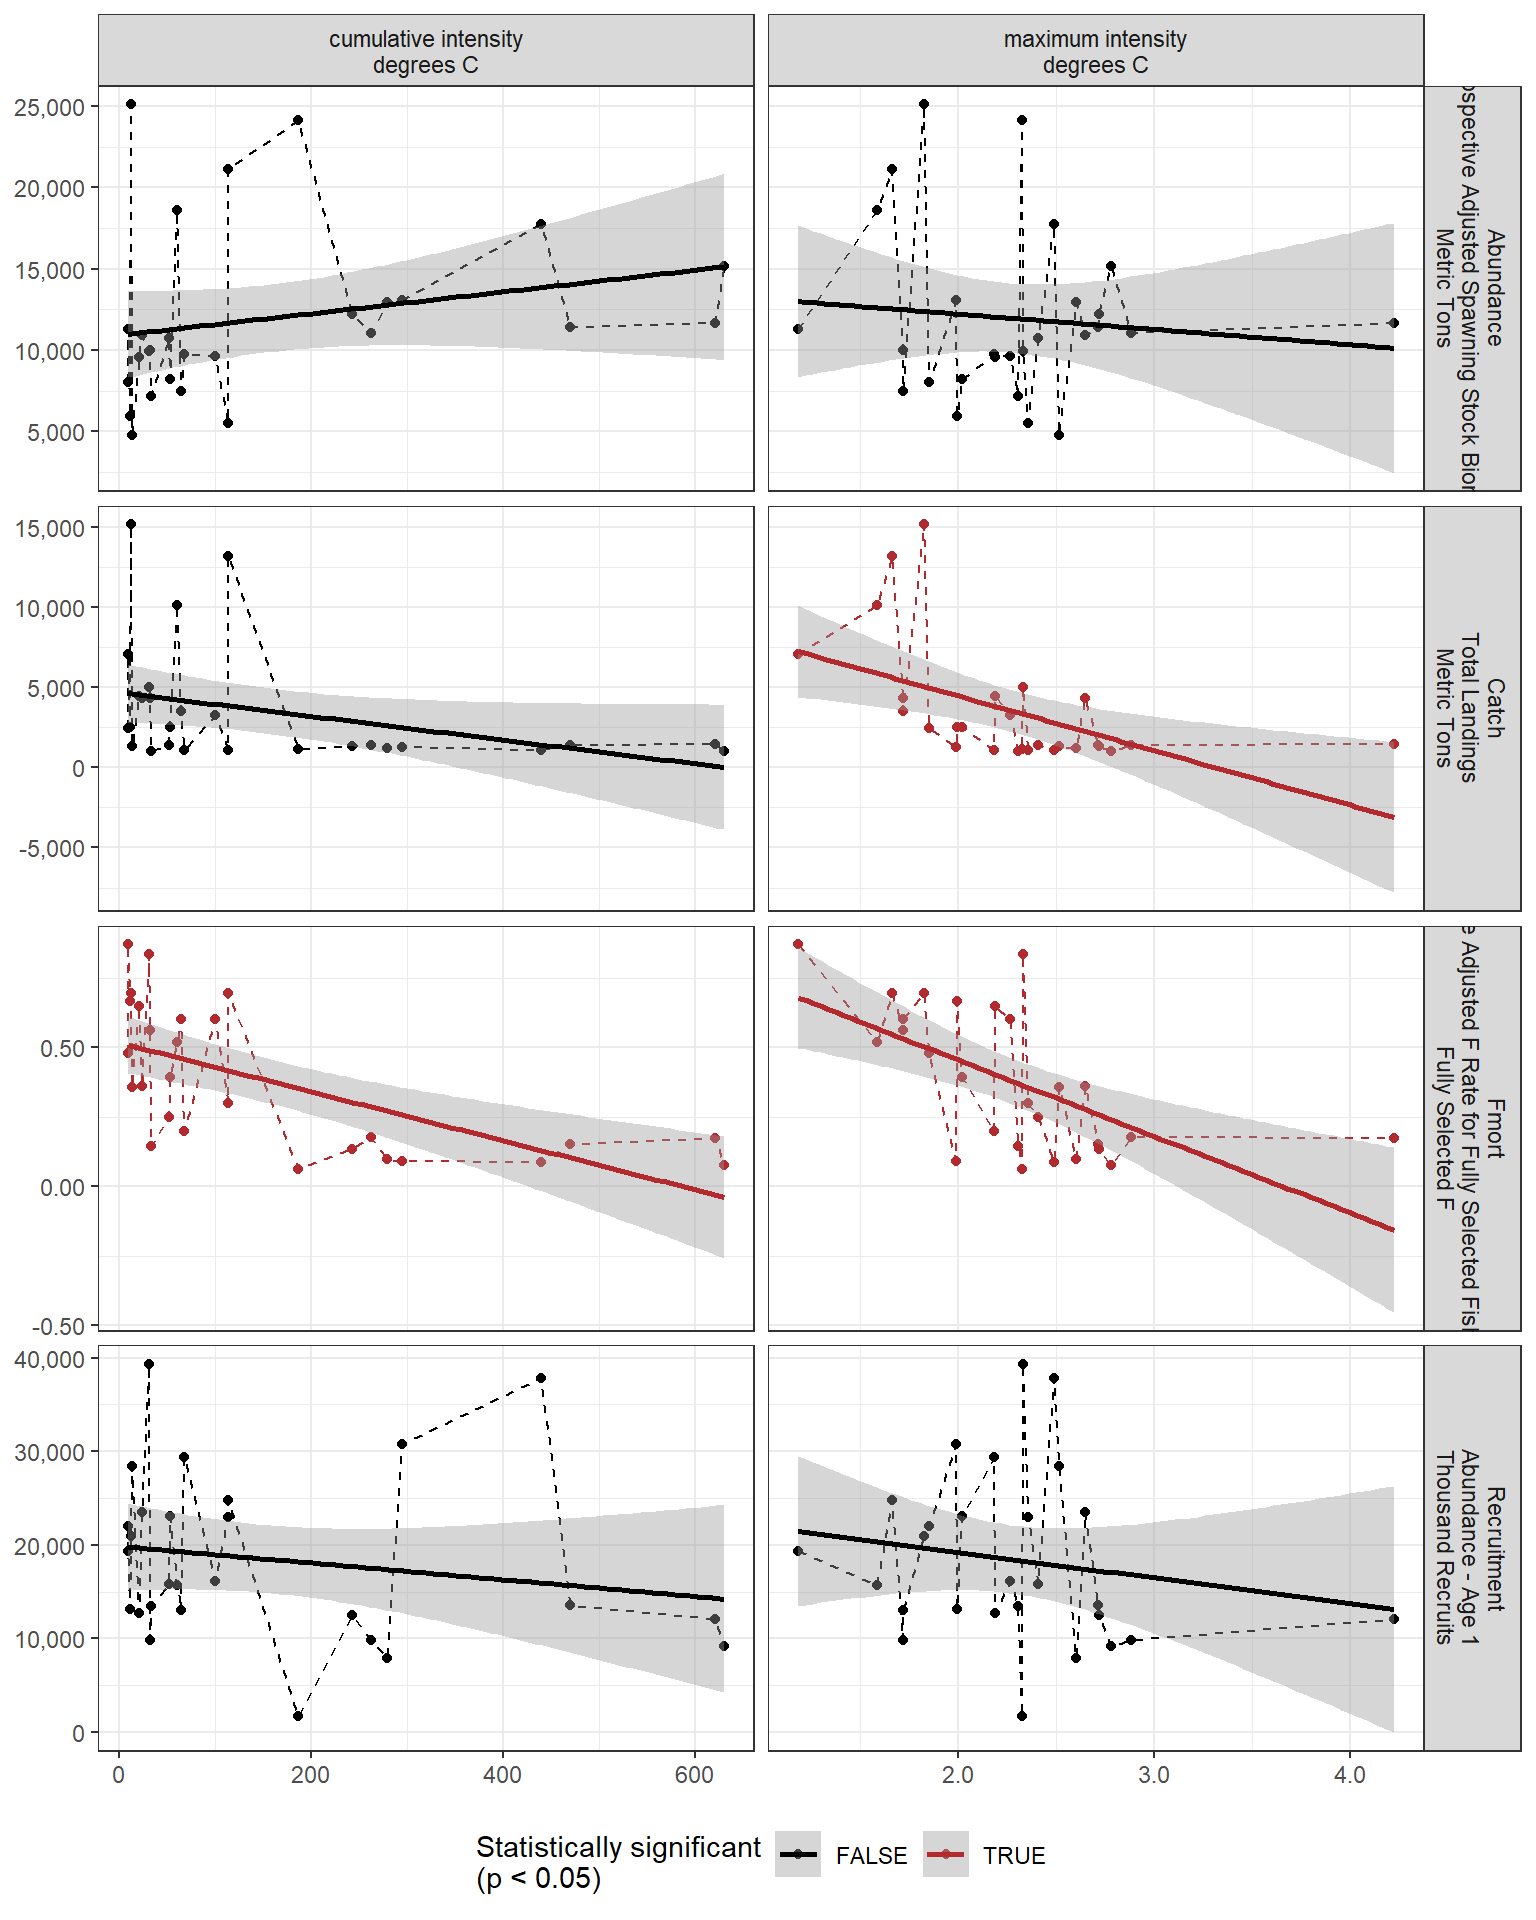 cumulative intensity
degrees C
maximum intensity
degrees C
25,000
20,000
15,000
10,000
5,000
Abundance
Adjusted Spawning Stock
Metric Tons
15,000
10,000
5,000
0
-5,000
Catch
Total Landings
Metric Tons
0.50
0.00
-0.50
Fmort
Adjusted F Rate for Fully Selected
Fully Selected F
40,000
30,000
20,000
10,000
0
Recruitment
Abundance - Age 1
Thousand Recruits
0
200
400
600
2.0
3.0
4.0
Statistically significant
(p < 0.05)
FALSE
TRUE